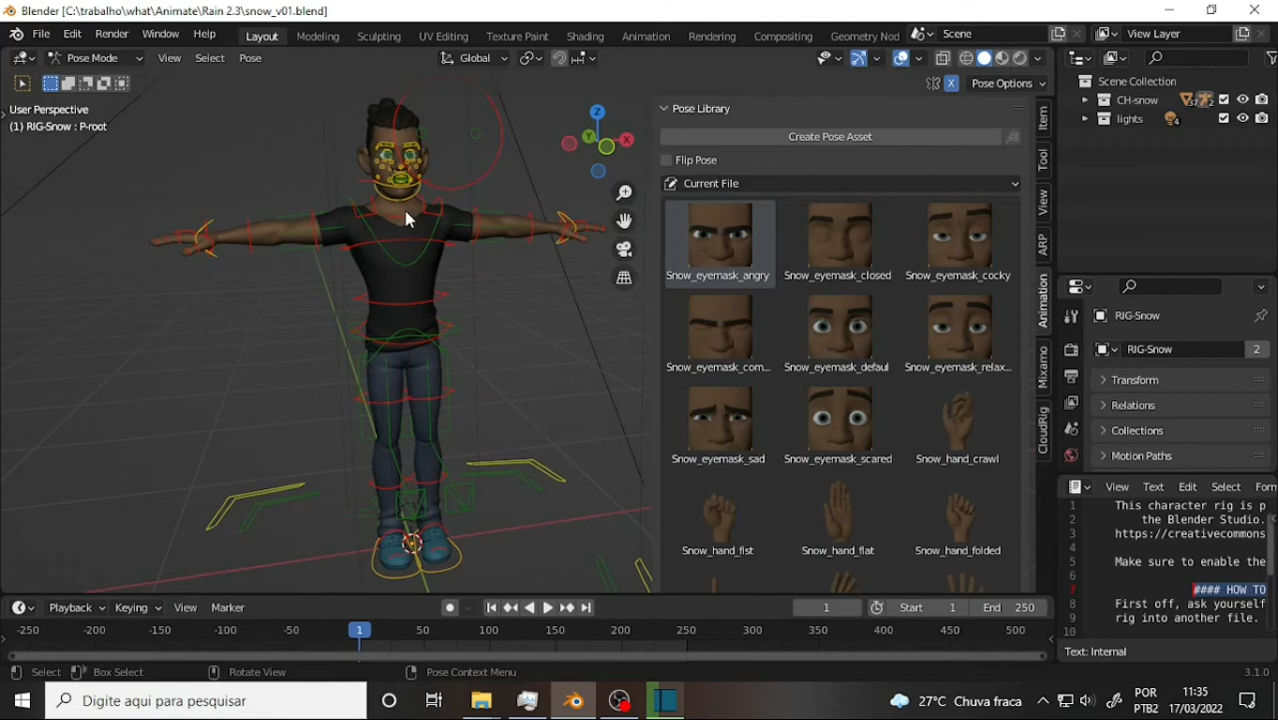 Blender [C:\trabalho\what\Animate\Rain 2.3\snow_v01.blend]
File Edit Render Window Help Layout Modeling Sculpting UV Editing Texture Paint Shading Animation Rendering Compositing Geometry Nod Scene View Layer
Pose Mode View Select Pose Global
X Pose Options
User Perspective
(1) RIG-Snow : P-root
Z
Y
X
Pose Library
Create Pose Asset
Flip Pose
Current File
Snow_eyemask_angry Snow_eyemask_closed Snow_eyemask_cocky
Snow_eyemask_com... Snow_eyemask_defaul Snow_eyemask_relax...
Snow_eyemask_sad Snow_eyemask_scared Snow_hand_crawl
Snow_hand_fist Snow_hand_flat Snow_hand_folded
Item
Tool
View
ARP
Animation
Mixamo
CloudRig
Scene Collection
CH-snow 2
lights 4
RIG-Snow
RIG-Snow 2
Transform
Relations
Collections
Motion Paths
View Text Edit Select Form
1 This character rig is p
2 the Blender Studio.
3 https://creativecommons
4
5 Make sure to enable the
6
7 #### HOW TO
8 First off, ask yourself
9 rig into another file.
10
Text: Internal
Playback Keying View Marker 1 Start 1 End 250
-250 -200 -150 -100 -50 1 50 100 150 200 250 300 350 400 450 500
Select Box Select Rotate View Pose Context Menu 3.1.0
Digite aqui para pesquisar
27°C Chuva fraca
POR
PTB2
11:35
17/03/2022